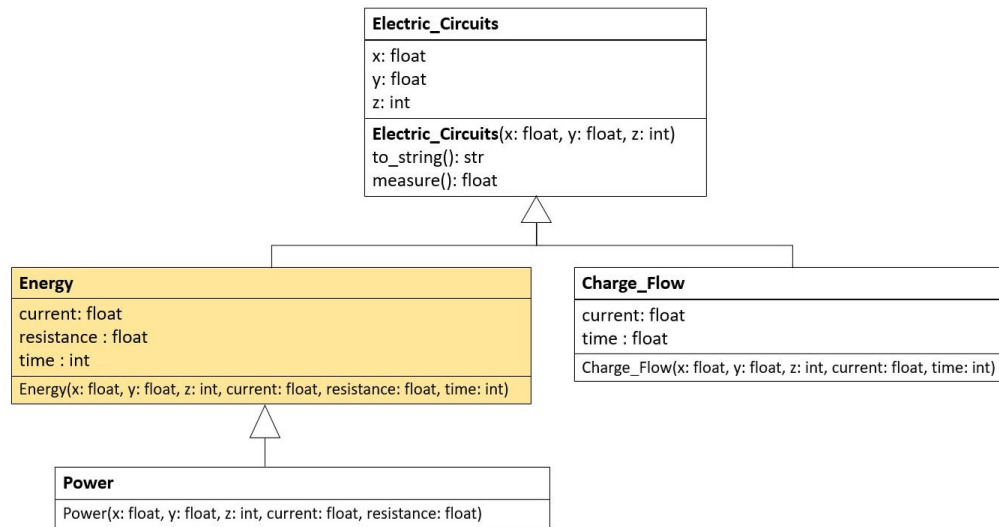 Electric_Circuits
x: float
y: float
z: int
Electric_Circuits(x: float, y: float, z: int)
to_string(): str
measure(): float
Energy
current: float
resistance : float
time : int
Energy(x: float, y: float, z: int, current: float, resistance: float, time: int)
Charge_Flow
current: float
time : float
Charge_Flow(x: float, y: float, z: int, current: float, time: int)
Power
Power(x: float, y: float, z: int, current: float, resistance: float)